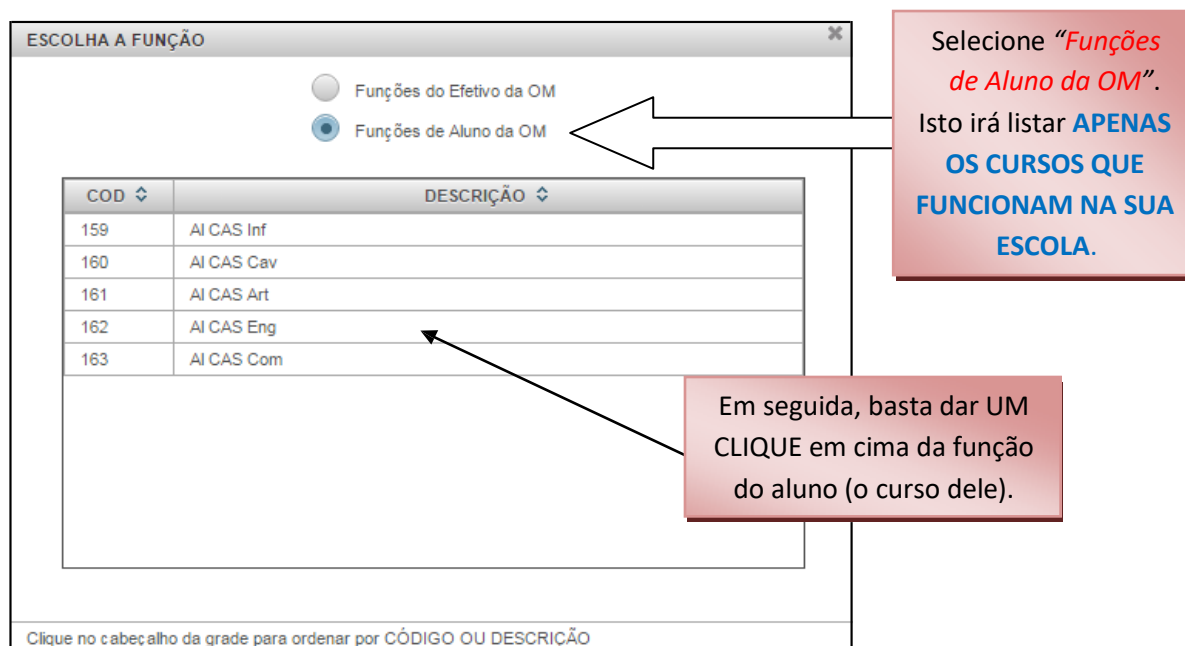 ESCOLHA A FUNÇÃO
Funções do Efetivo da OM
Funções de Aluno da OM
Selecione “Funções
de Aluno da OM”.
Isto irá listar APENAS
OS CURSOS QUE
FUNCIONAM NA SUA
ESCOLA.
COD DESCRIÇÃO
159 Al CAS Inf
160 Al CAS Cav
161 Al CAS Art
162 Al CAS Eng
163 Al CAS Com
Em seguida, basta dar UM
CLIQUE em cima da função
do aluno (o curso dele).
Clique no cabeçalho da grade para ordenar por CÓDIGO OU DESCRIÇÃO